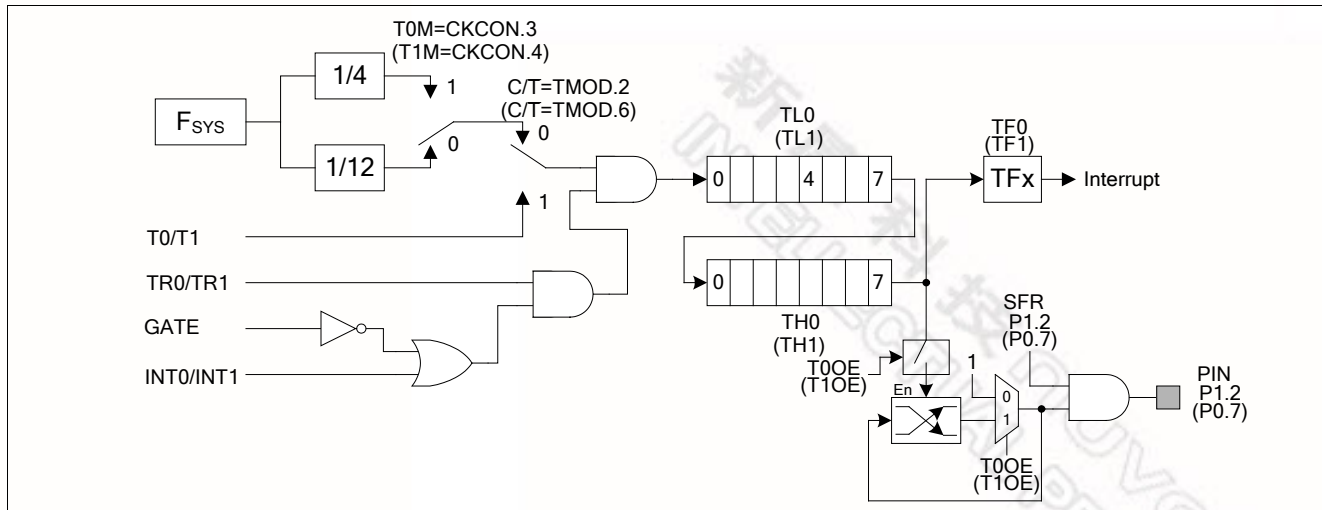 T0M=CKCON.3
(T1M=CKCON.4)
1/4
1
C/T=TMOD.2
(C/T=TMOD.6)
FSYS
0
0
1/12
1
TL0
(TL1)
0 4 7
TF0
(TF1)
TFx
Interrupt
T0/T1
TR0/TR1
0 7
TH0
(TH1)
GATE
INT0/INT1
SFR
P1.2
(P0.7)
T0OE
(T1OE)
1
En
0
1
PIN
P1.2
(P0.7)
T0OE
(T1OE)
新 科 技